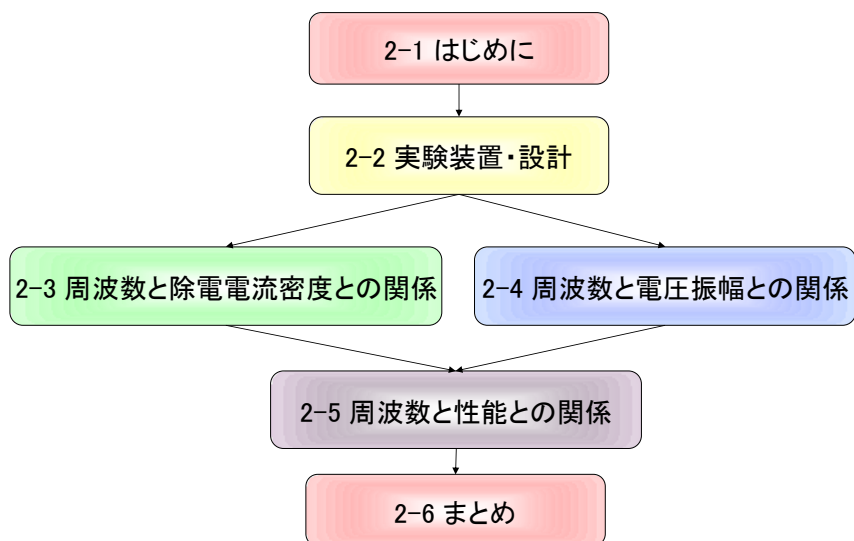 2-1 はじめに
2-2 実験装置・設計
2-3 周波数と除電電流密度との関係
2-4 周波数と電圧振幅との関係
2-5 周波数と性能との関係
2-6 まとめ